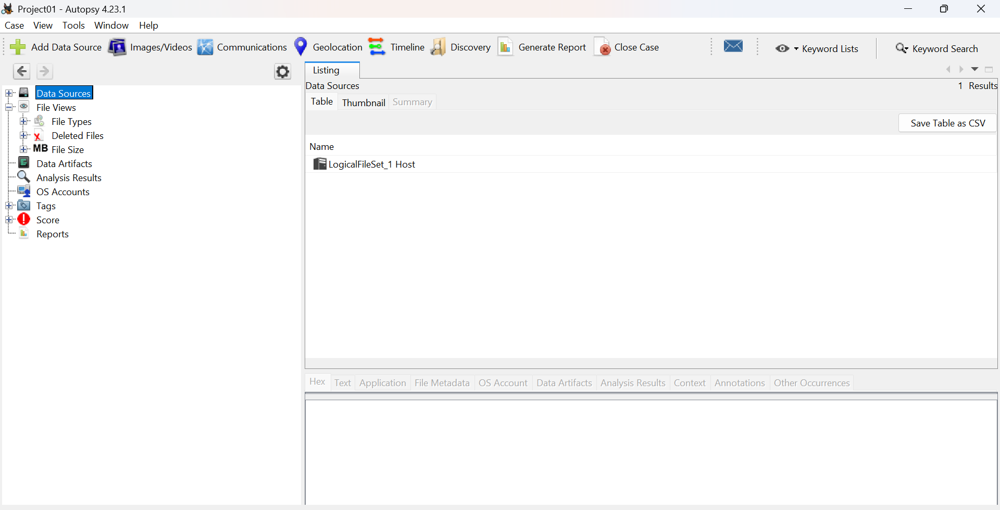 Project01 - Autopsy 4.23.1
Case View Tools Window Help
Add Data Source Images/Videos Communications Geolocation Timeline Discovery Generate Report Close Case Keyword Lists Keyword Search
Listing
Data Sources 1 Results
Table Thumbnail Summary
Save Table as CSV
Name
LogicalFileSet_1 Host
Data Sources
File Views
File Types
Deleted Files
MB File Size
Data Artifacts
Analysis Results
OS Accounts
Tags
Score
Reports
Hex Text Application File Metadata OS Account Data Artifacts Analysis Results Context Annotations Other Occurrences